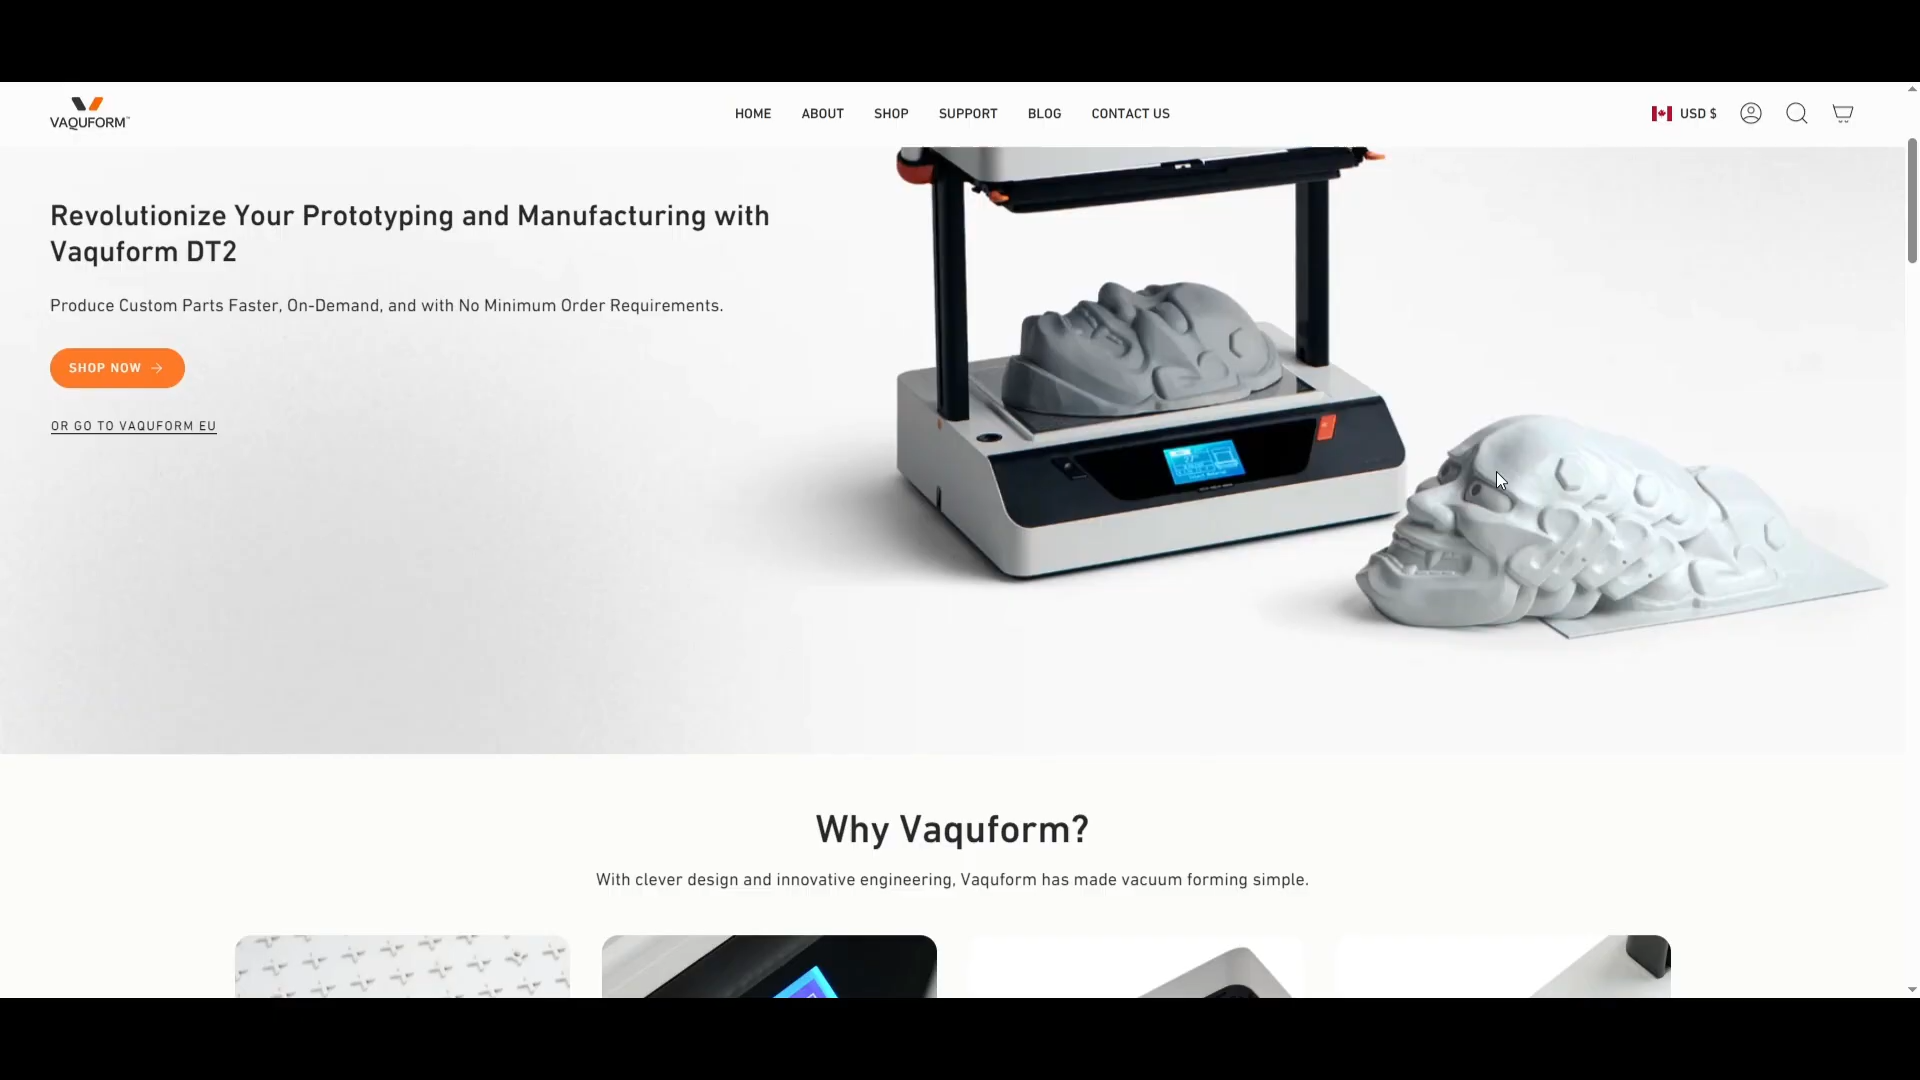 VAQUFORM™
HOME ABOUT SHOP SUPPORT BLOG CONTACT US
USD $
Revolutionize Your Prototyping and Manufacturing with
Vaquform DT2
Produce Custom Parts Faster, On-Demand, and with No Minimum Order Requirements.
SHOP NOW →
OR GO TO VAQUFORM EU
Why Vaquform?
With clever design and innovative engineering, Vaquform has made vacuum forming simple.